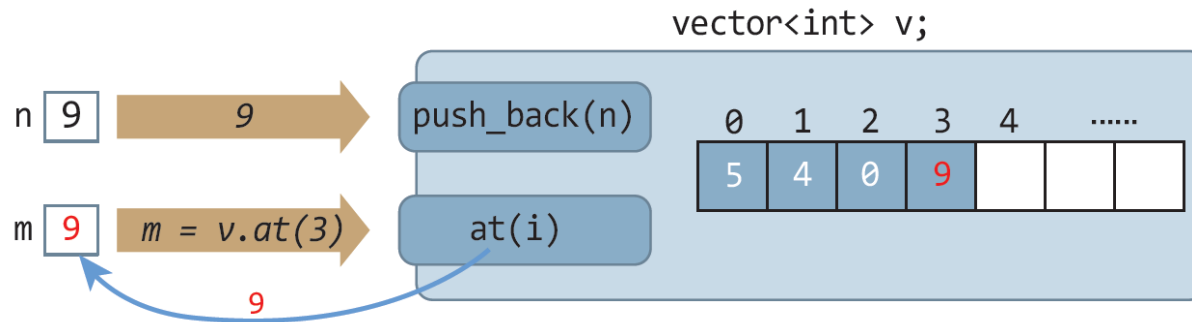 vector<int> v;
n 9 9 push_back(n)
0 1 2 3 4 ……
5 4 0 9
m 9 m = v.at(3) at(i)
9